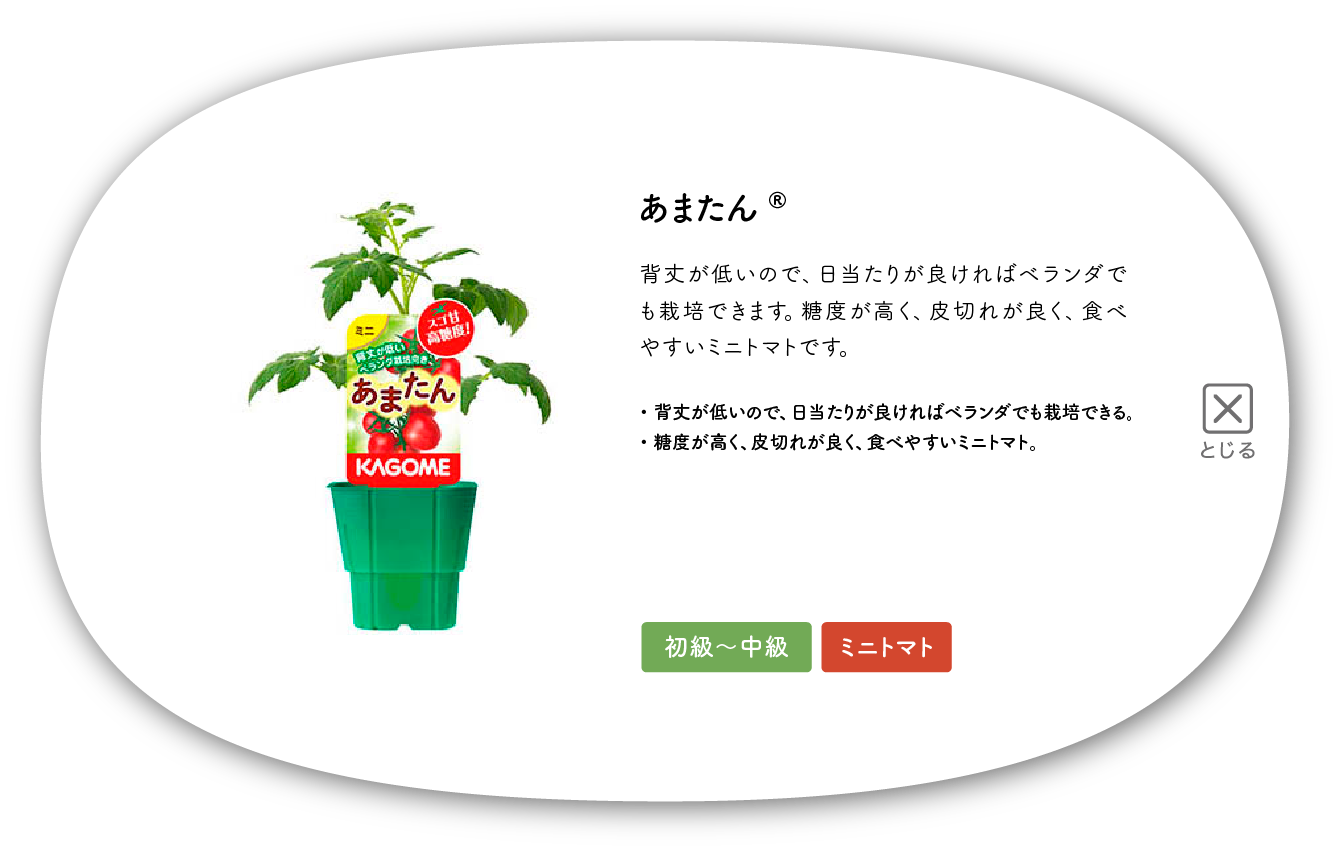 あまたん ®
背丈が低いので、日当たりが良ければベランダで
も栽培できます。糖度が高く、皮切れが良く、食べ
やすいミニトマトです。
・背丈が低いので、日当たりが良ければベランダでも栽培できる。
・糖度が高く、皮切れが良く、食べやすいミニトマト。
とじる
ミニ
スゴ甘
高糖度!
背丈が低い
ベランダ栽培向き!
あまたん
KAGOME
初級〜中級
ミニトマト